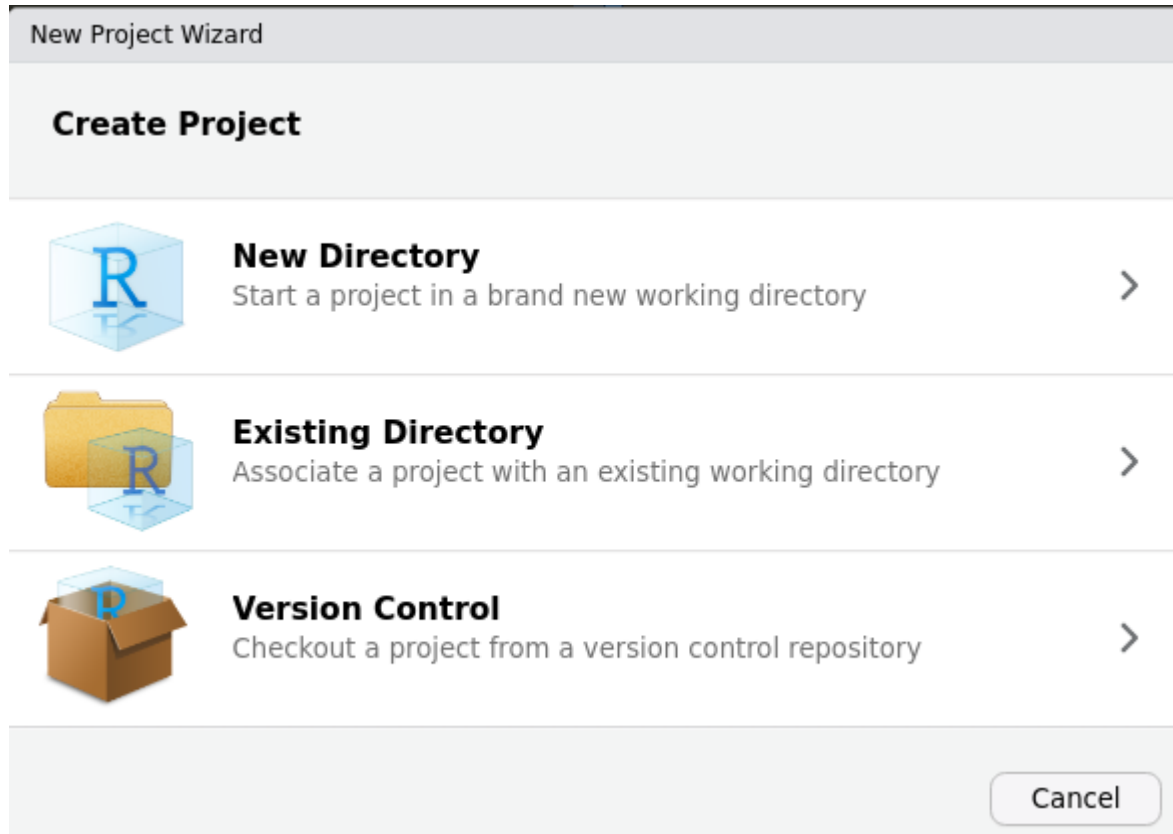 New Project Wizard
Create Project
R
New Directory
Start a project in a brand new working directory
R
Existing Directory
Associate a project with an existing working directory
R
Version Control
Checkout a project from a version control repository
Cancel